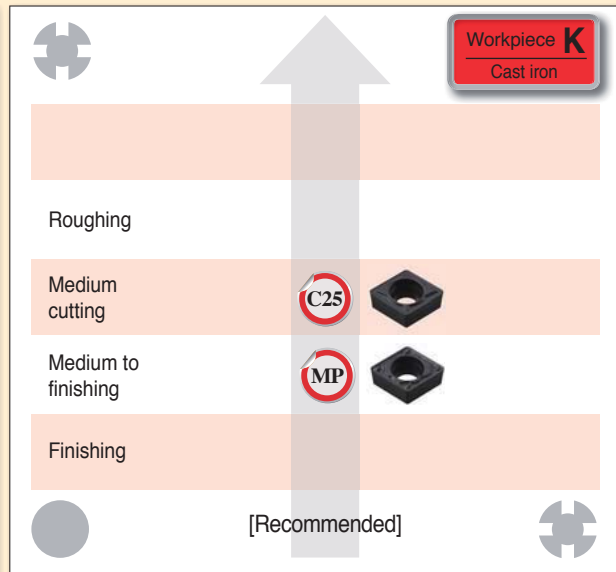 Workpiece K
Cast iron
Roughing
Medium
cutting
C25
Medium to
finishing
MP
Finishing
[Recommended]